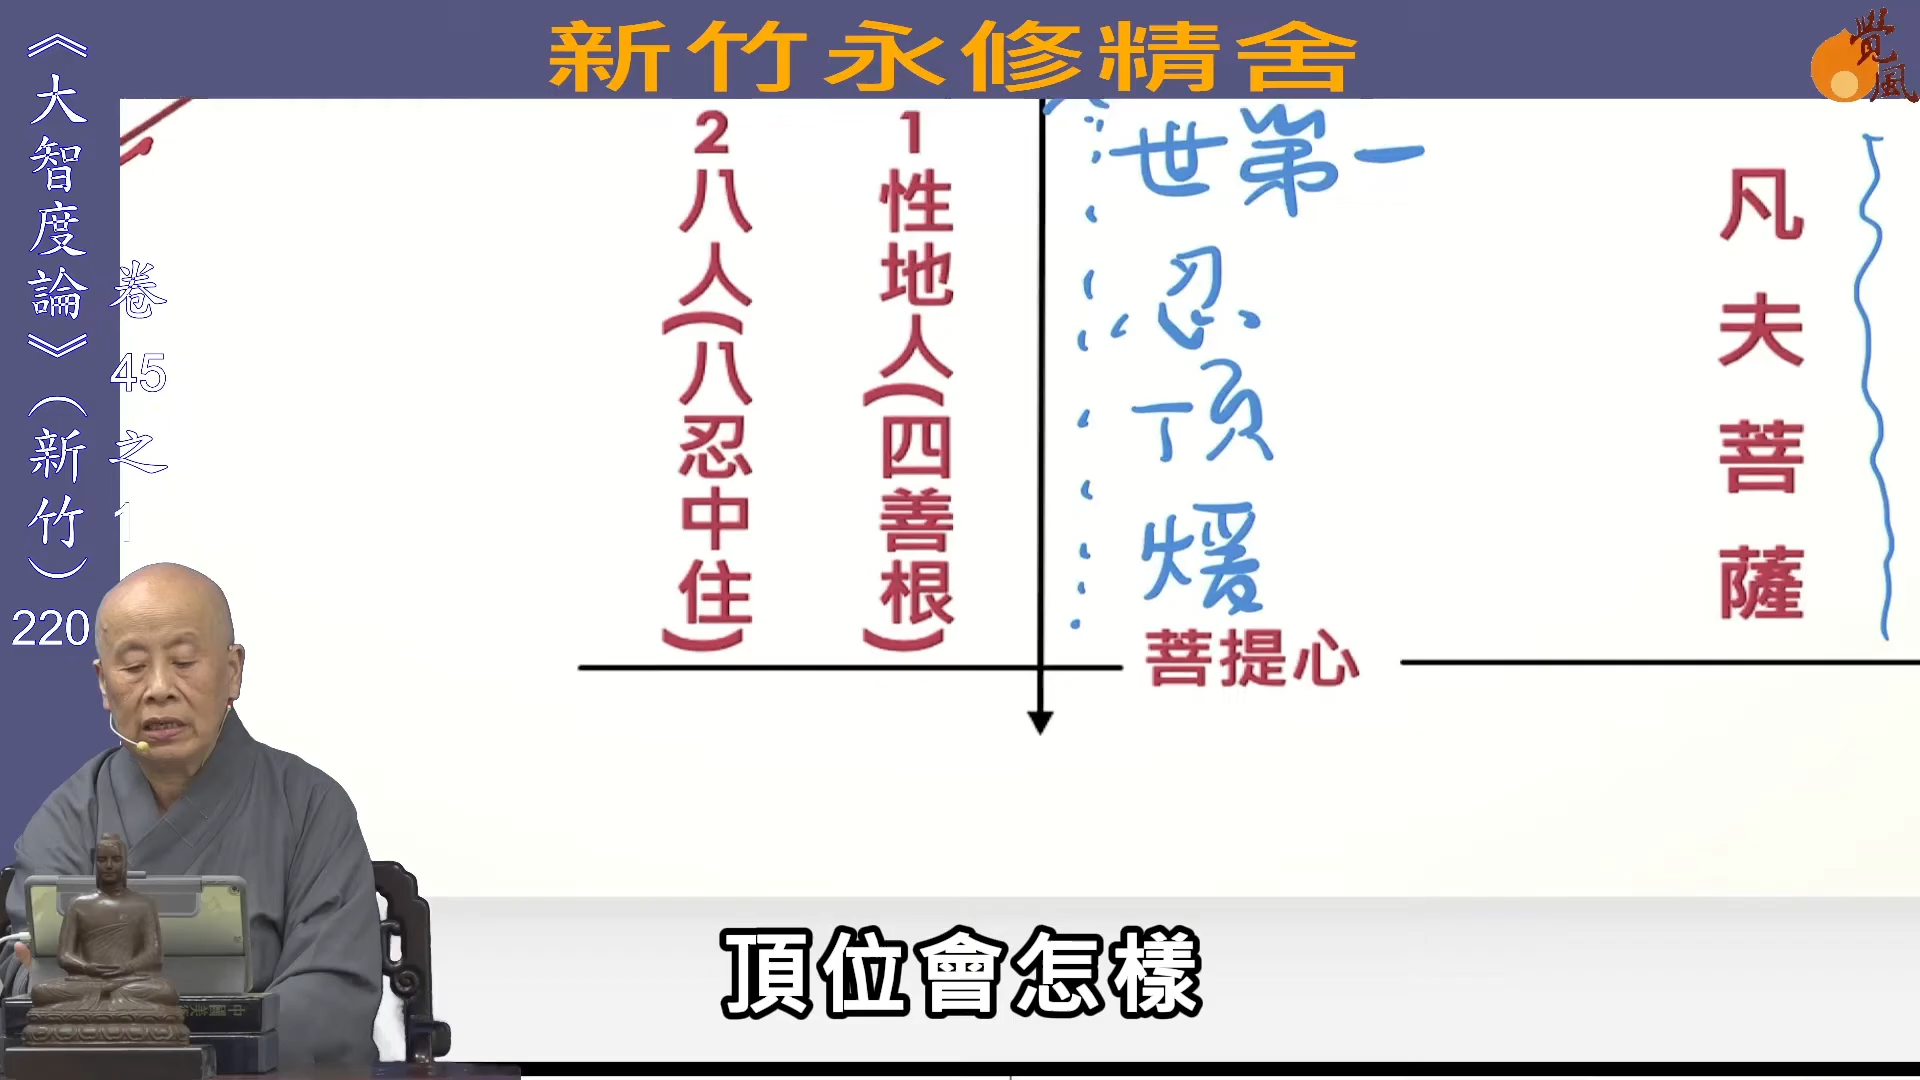 新竹永修精舍
覺風
《大智度論》（新竹）220
卷45之1
凡夫菩薩
世第一
忍
頂
煖
菩提心
1性地人(四善根)
2八人(八忍中住)
頂位會怎樣